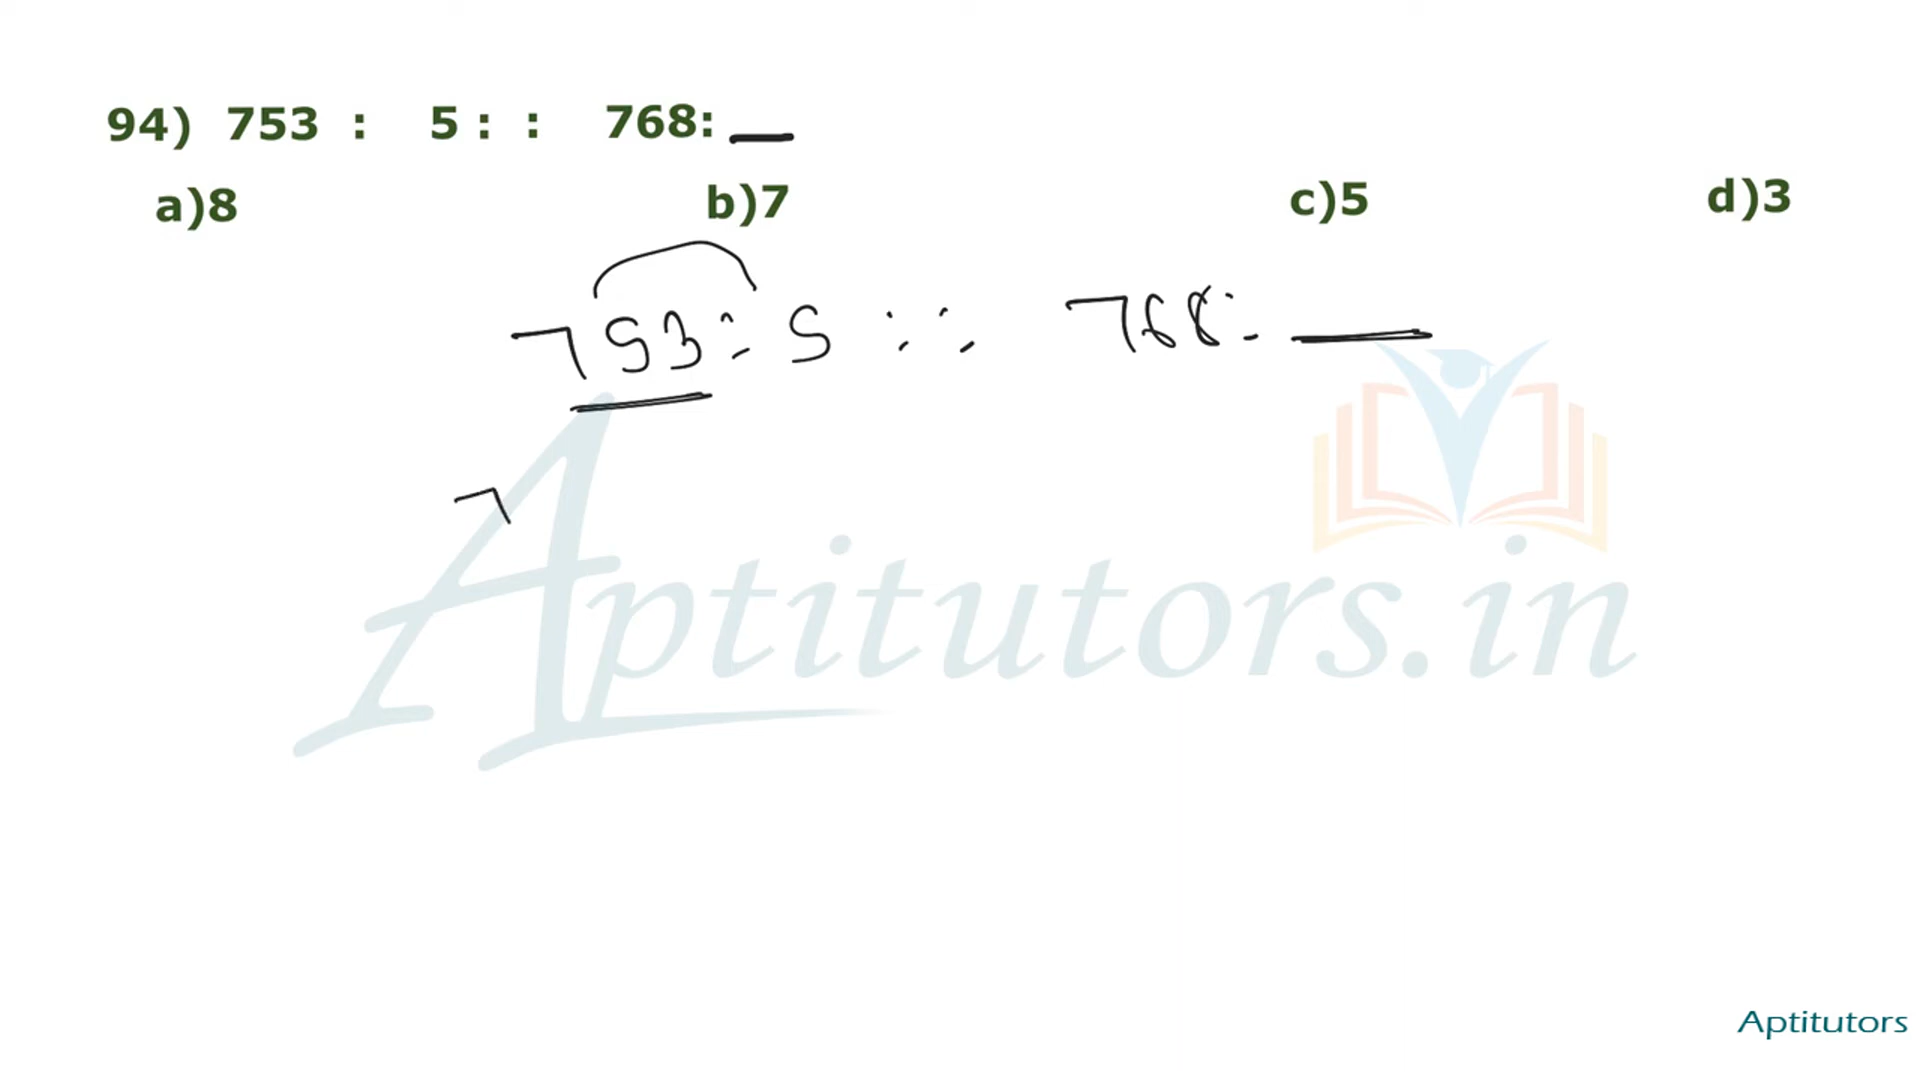 94) 753 : 5 : : 768: __
a)8 b)7 c)5 d)3
753 : 5 : : 768 : __
7
Aptitutors.in
Aptitutors